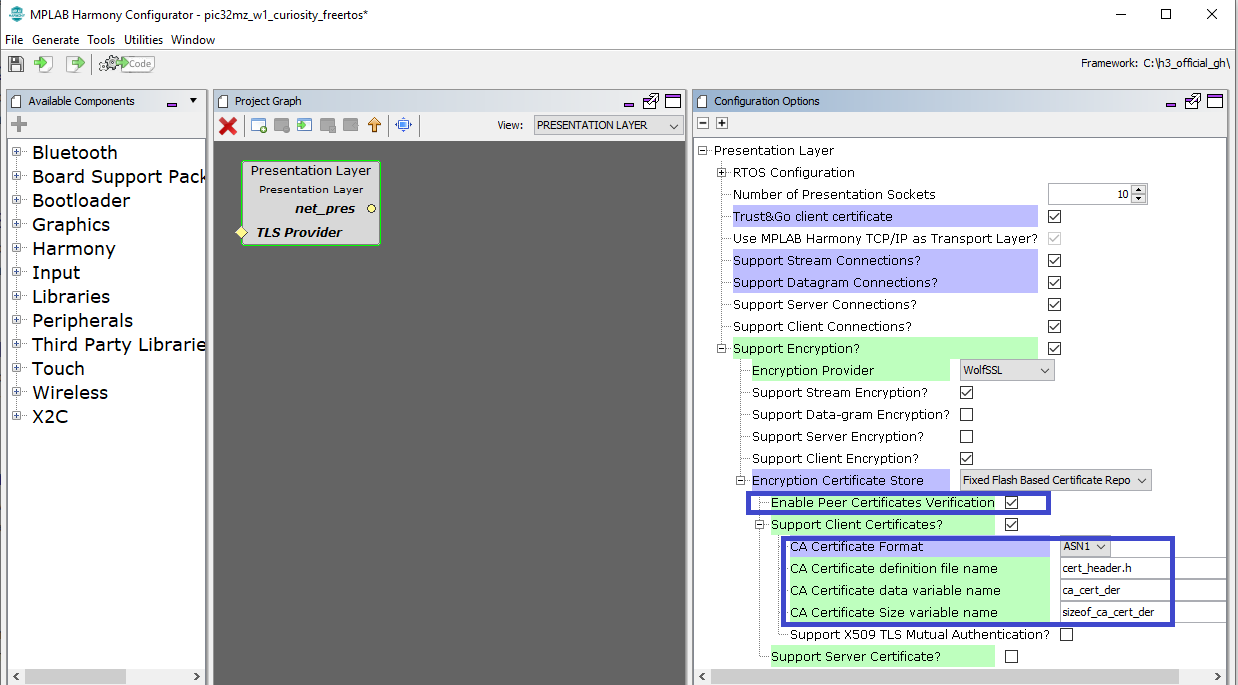 MPLAB Harmony Configurator - pic32mz_w1_curiosity_freertos*
File Generate Tools Utilities Window
Code
Framework: C:\h3_official_gh\
Available Components
Bluetooth
Board Support Pack
Bootloader
Graphics
Harmony
Input
Libraries
Peripherals
Third Party Librarie
Touch
Wireless
X2C
Project Graph
View: PRESENTATION LAYER
Presentation Layer
Presentation Layer
net_pres
TLS Provider
Configuration Options
Presentation Layer
RTOS Configuration
Number of Presentation Sockets 10
Trust&Go client certificate
Use MPLAB Harmony TCP/IP as Transport Layer?
Support Stream Connections?
Support Datagram Connections?
Support Server Connections?
Support Client Connections?
Support Encryption?
Encryption Provider WolfSSL
Support Stream Encryption?
Support Data-gram Encryption?
Support Server Encryption?
Support Client Encryption?
Encryption Certificate Store Fixed Flash Based Certificate Repo
Enable Peer Certificates Verification
Support Client Certificates?
CA Certificate Format ASN1
CA Certificate definition file name cert_header.h
CA Certificate data variable name ca_cert_der
CA Certificate Size variable name sizeof_ca_cert_der
Support X509 TLS Mutual Authentication?
Support Server Certificate?